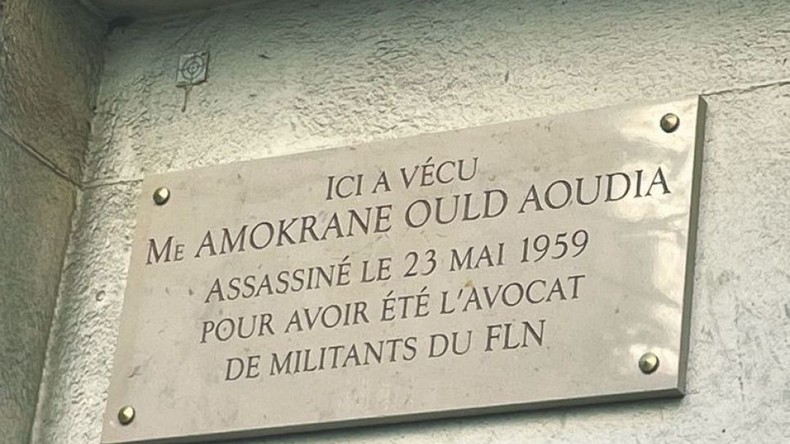 ICI A VÉCU
ME AMOKRANE OULD AOUDIA
ASSASSINÉ LE 23 MAI 1959
POUR AVOIR ÉTÉ L'AVOCAT
DE MILITANTS DU FLN